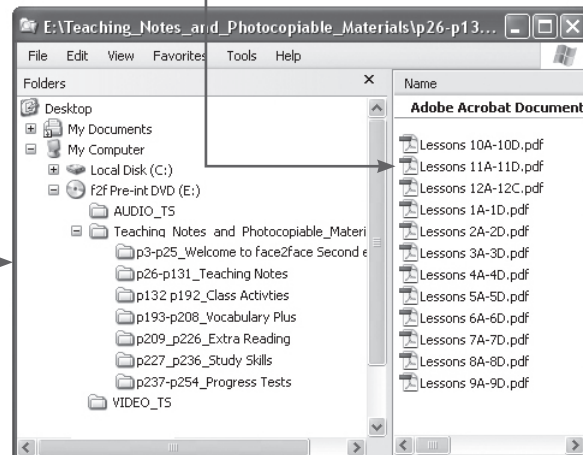 E:\Teaching_Notes_and_Photocopiable_Materials\p26-p13...
File Edit View Favorites Tools Help
Folders
Desktop
My Documents
My Computer
Local Disk (C:)
f2f Pre-int DVD (E:)
AUDIO_TS
Teaching_Notes_and_Photocopiable_Materi
p3-p25_Welcome to face2face Second e
p26-p131_Teaching Notes
p132 p192_Class Activties
p193-p208_Vocabulary Plus
p209_p226_Extra Reading
p227_p236_Study Skills
p237-p254_Progress Tests
VIDEO_TS
Name
Adobe Acrobat Document
Lessons 10A-10D.pdf
Lessons 11A-11D.pdf
Lessons 12A-12C.pdf
Lessons 1A-1D.pdf
Lessons 2A-2D.pdf
Lessons 3A-3D.pdf
Lessons 4A-4D.pdf
Lessons 5A-5D.pdf
Lessons 6A-6D.pdf
Lessons 7A-7D.pdf
Lessons 8A-8D.pdf
Lessons 9A-9D.pdf